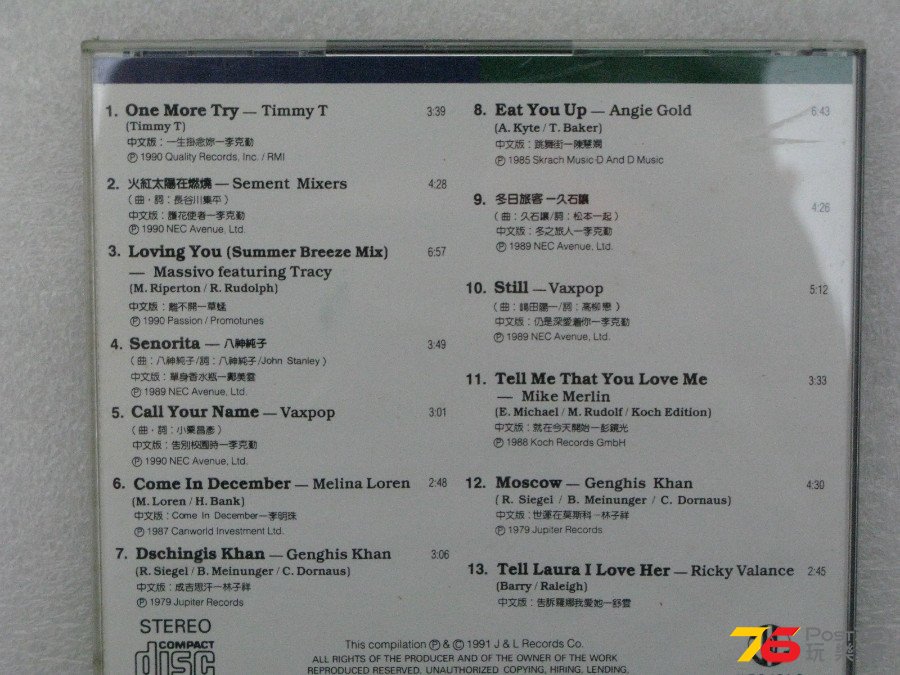 1. One More Try — Timmy T 3:39
(Timmy T)
中文版：一生掛念妳一李克勤
Ⓟ 1990 Quality Records, Inc. / RMI
2. 火紅太陽在燃燒 — Sement Mixers 4:28
(曲・詞：長谷川集平)
中文版：護花使者一李克勤
Ⓟ 1990 NEC Avenue, Ltd.
3. Loving You (Summer Breeze Mix) 6:57
— Massivo featuring Tracy
(M. Riperton / R. Rudolph)
中文版：離不開一草蜢
Ⓟ 1990 Passion / Promotunes
4. Senorita — 八神純子 3:49
(曲：八神純子/詞：八神純子/John Stanley)
中文版：單身香水瓶一鄺美雲
Ⓟ 1989 NEC Avenue, Ltd.
5. Call Your Name — Vaxpop 3:01
(曲・詞：小栗昌彥)
中文版：告別校園時一李克勤
Ⓟ 1990 NEC Avenue, Ltd.
6. Come In December — Melina Loren 2:48
(M. Loren / H. Bank)
中文版：Come In December一李明珠
Ⓟ 1987 Canworld Investment Ltd.
7. Dschingis Khan — Genghis Khan 3:06
(R. Siegel / B. Meinunger / C. Dornaus)
中文版：成吉思汗一林子祥
Ⓟ 1979 Jupiter Records
8. Eat You Up — Angie Gold 6:43
(A. Kyte / T. Baker)
中文版：跳舞街一陳慧嫻
Ⓟ 1985 Skrach Music-D And D Music
9. 冬日旅客 一久石讓 4:26
(曲：久石讓/詞：松本一起)
中文版：冬之旅人一李克勤
Ⓟ 1989 NEC Avenue, Ltd.
10. Still — Vaxpop 5:12
(曲：織田哲一/詞：高柳戀)
中文版：仍是深愛着你一李克勤
Ⓟ 1989 NEC Avenue, Ltd.
11. Tell Me That You Love Me 3:33
— Mike Merlin
(E. Michael / M. Rudolf / Koch Edition)
中文版：就在今天開始一彭鏡光
Ⓟ 1988 Koch Records GmbH
12. Moscow — Genghis Khan 4:30
(R. Siegel / B. Meinunger / C. Dornaus)
中文版：世運在莫斯科一林子祥
Ⓟ 1979 Jupiter Records
13. Tell Laura I Love Her — Ricky Valance 2:45
(Barry / Raleigh)
中文版：告訴羅娜我愛她一舒雲
STEREO
COMPACT
disc
This compilation Ⓟ & © 1991 J & L Records Co.
ALL RIGHTS OF THE PRODUCER AND OF THE OWNER OF THE WORK
REPRODUCED RESERVED. UNAUTHORIZED COPYING, HIRING. LENDING,
76 Post
玩